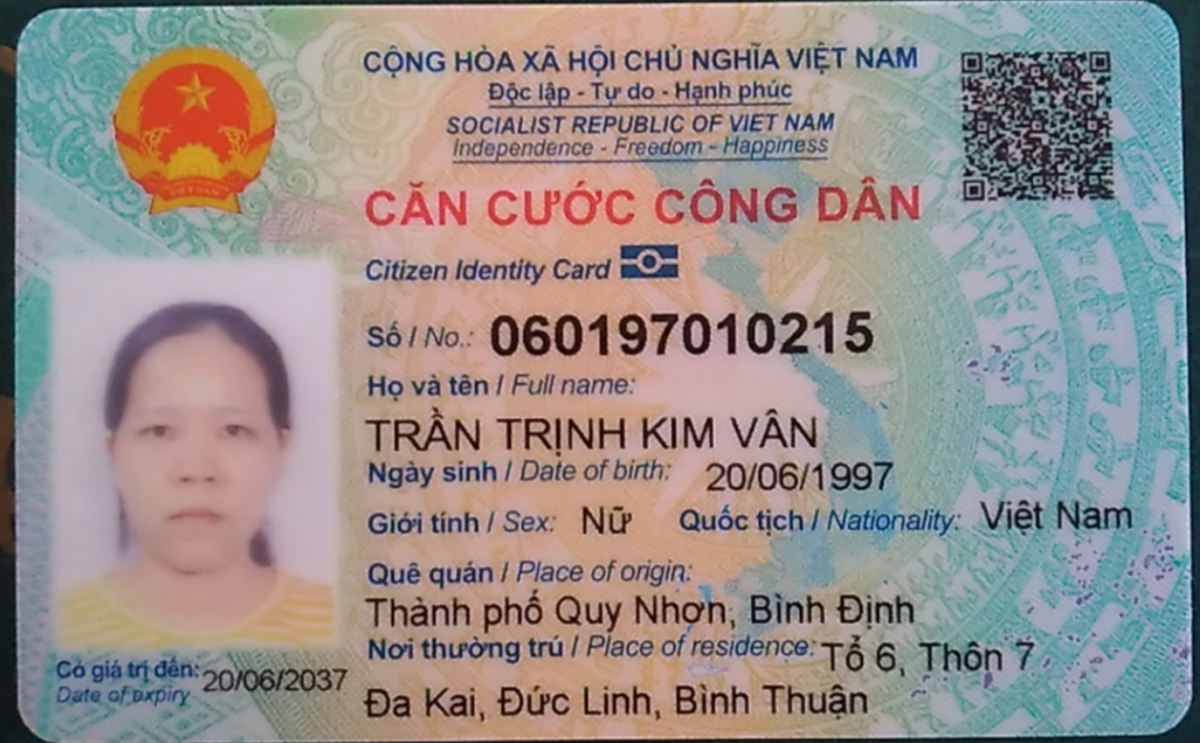 CỘNG HÒA XÃ HỘI CHỦ NGHĨA VIỆT NAM
Độc lập - Tự do - Hạnh phúc
SOCIALIST REPUBLIC OF VIET NAM
Independence - Freedom - Happiness
CĂN CƯỚC CÔNG DÂN
Citizen Identity Card
Số / No.: 060197010215
Họ và tên / Full name:
TRẦN TRỊNH KIM VÂN
Ngày sinh / Date of birth: 20/06/1997
Giới tính / Sex: Nữ Quốc tịch / Nationality: Việt Nam
Quê quán / Place of origin:
Thành phố Quy Nhơn, Bình Định
Nơi thường trú / Place of residence: Tổ 6, Thôn 7
Đa Kai, Đức Linh, Bình Thuận
Có giá trị đến: 20/06/2037
Date of expiry